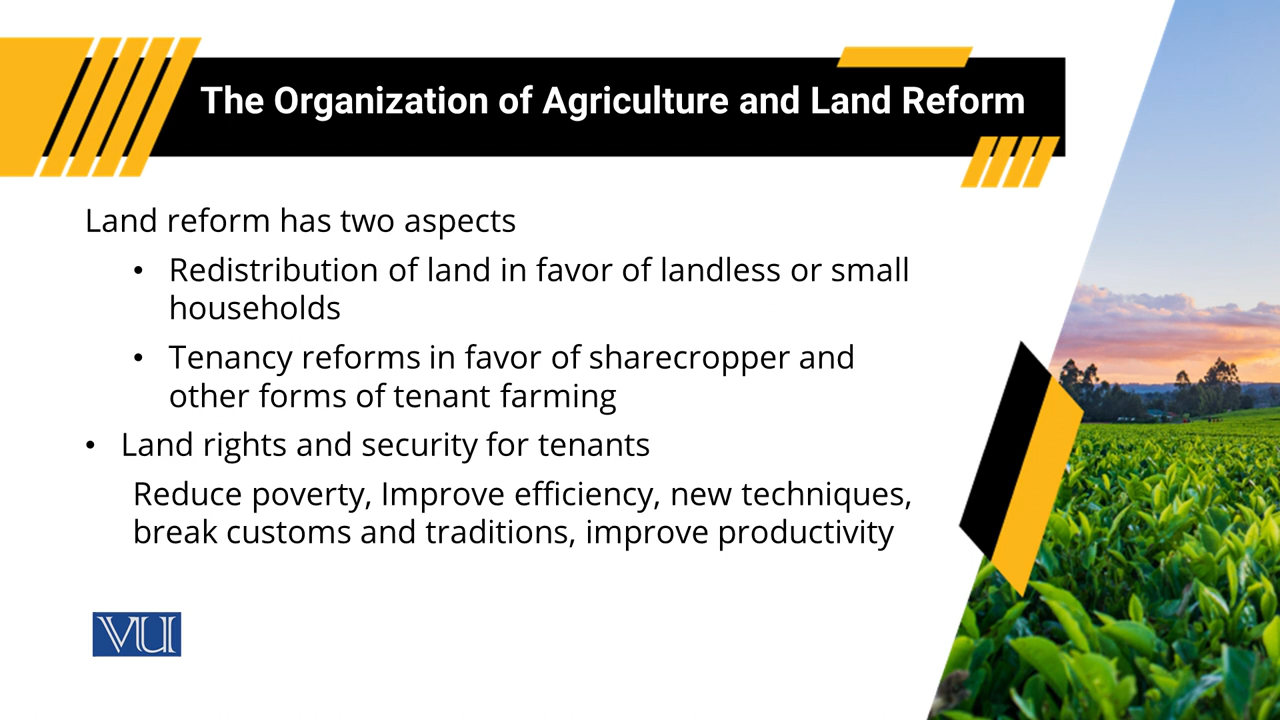 The Organization of Agriculture and Land Reform
Land reform has two aspects
• Redistribution of land in favor of landless or small
households
• Tenancy reforms in favor of sharecropper and
other forms of tenant farming
• Land rights and security for tenants
Reduce poverty, Improve efficiency, new techniques,
break customs and traditions, improve productivity
VU